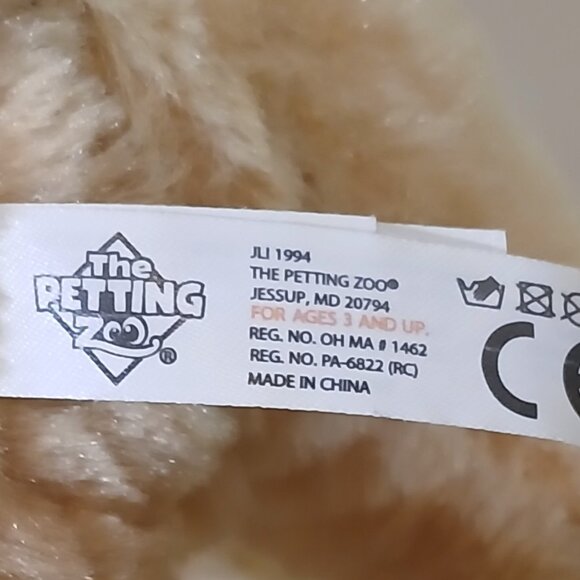 The
PETTING
ZOO®
JLI 1994
THE PETTING ZOO®
JESSUP, MD 20794
FOR AGES 3 AND UP.
REG. NO. OH MA # 1462
REG. NO. PA-6822 (RC)
MADE IN CHINA
CE